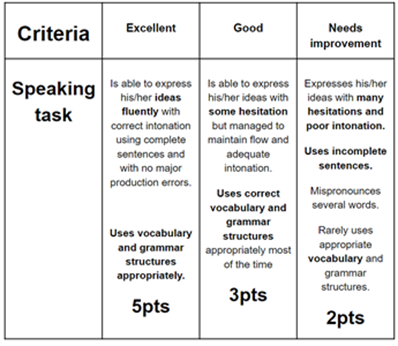 Criteria
Excellent
Good
Needs
improvement
Speaking
task
Is able to express
his/her ideas
fluently with
correct intonation
using complete
sentences and
with no major
production errors.
Uses vocabulary
and grammar
structures
appropriately.
5pts
Is able to express
his/her ideas with
some hesitation
but managed to
maintain flow and
adequate
intonation.
Uses correct
vocabulary and
grammar
structures
appropriately most
of the time
3pts
Expresses his/her
ideas with many
hesitations and
poor intonation.
Uses incomplete
sentences.
Mispronounces
several words.
Rarely uses
appropriate
vocabulary and
grammar
structures.
2pts